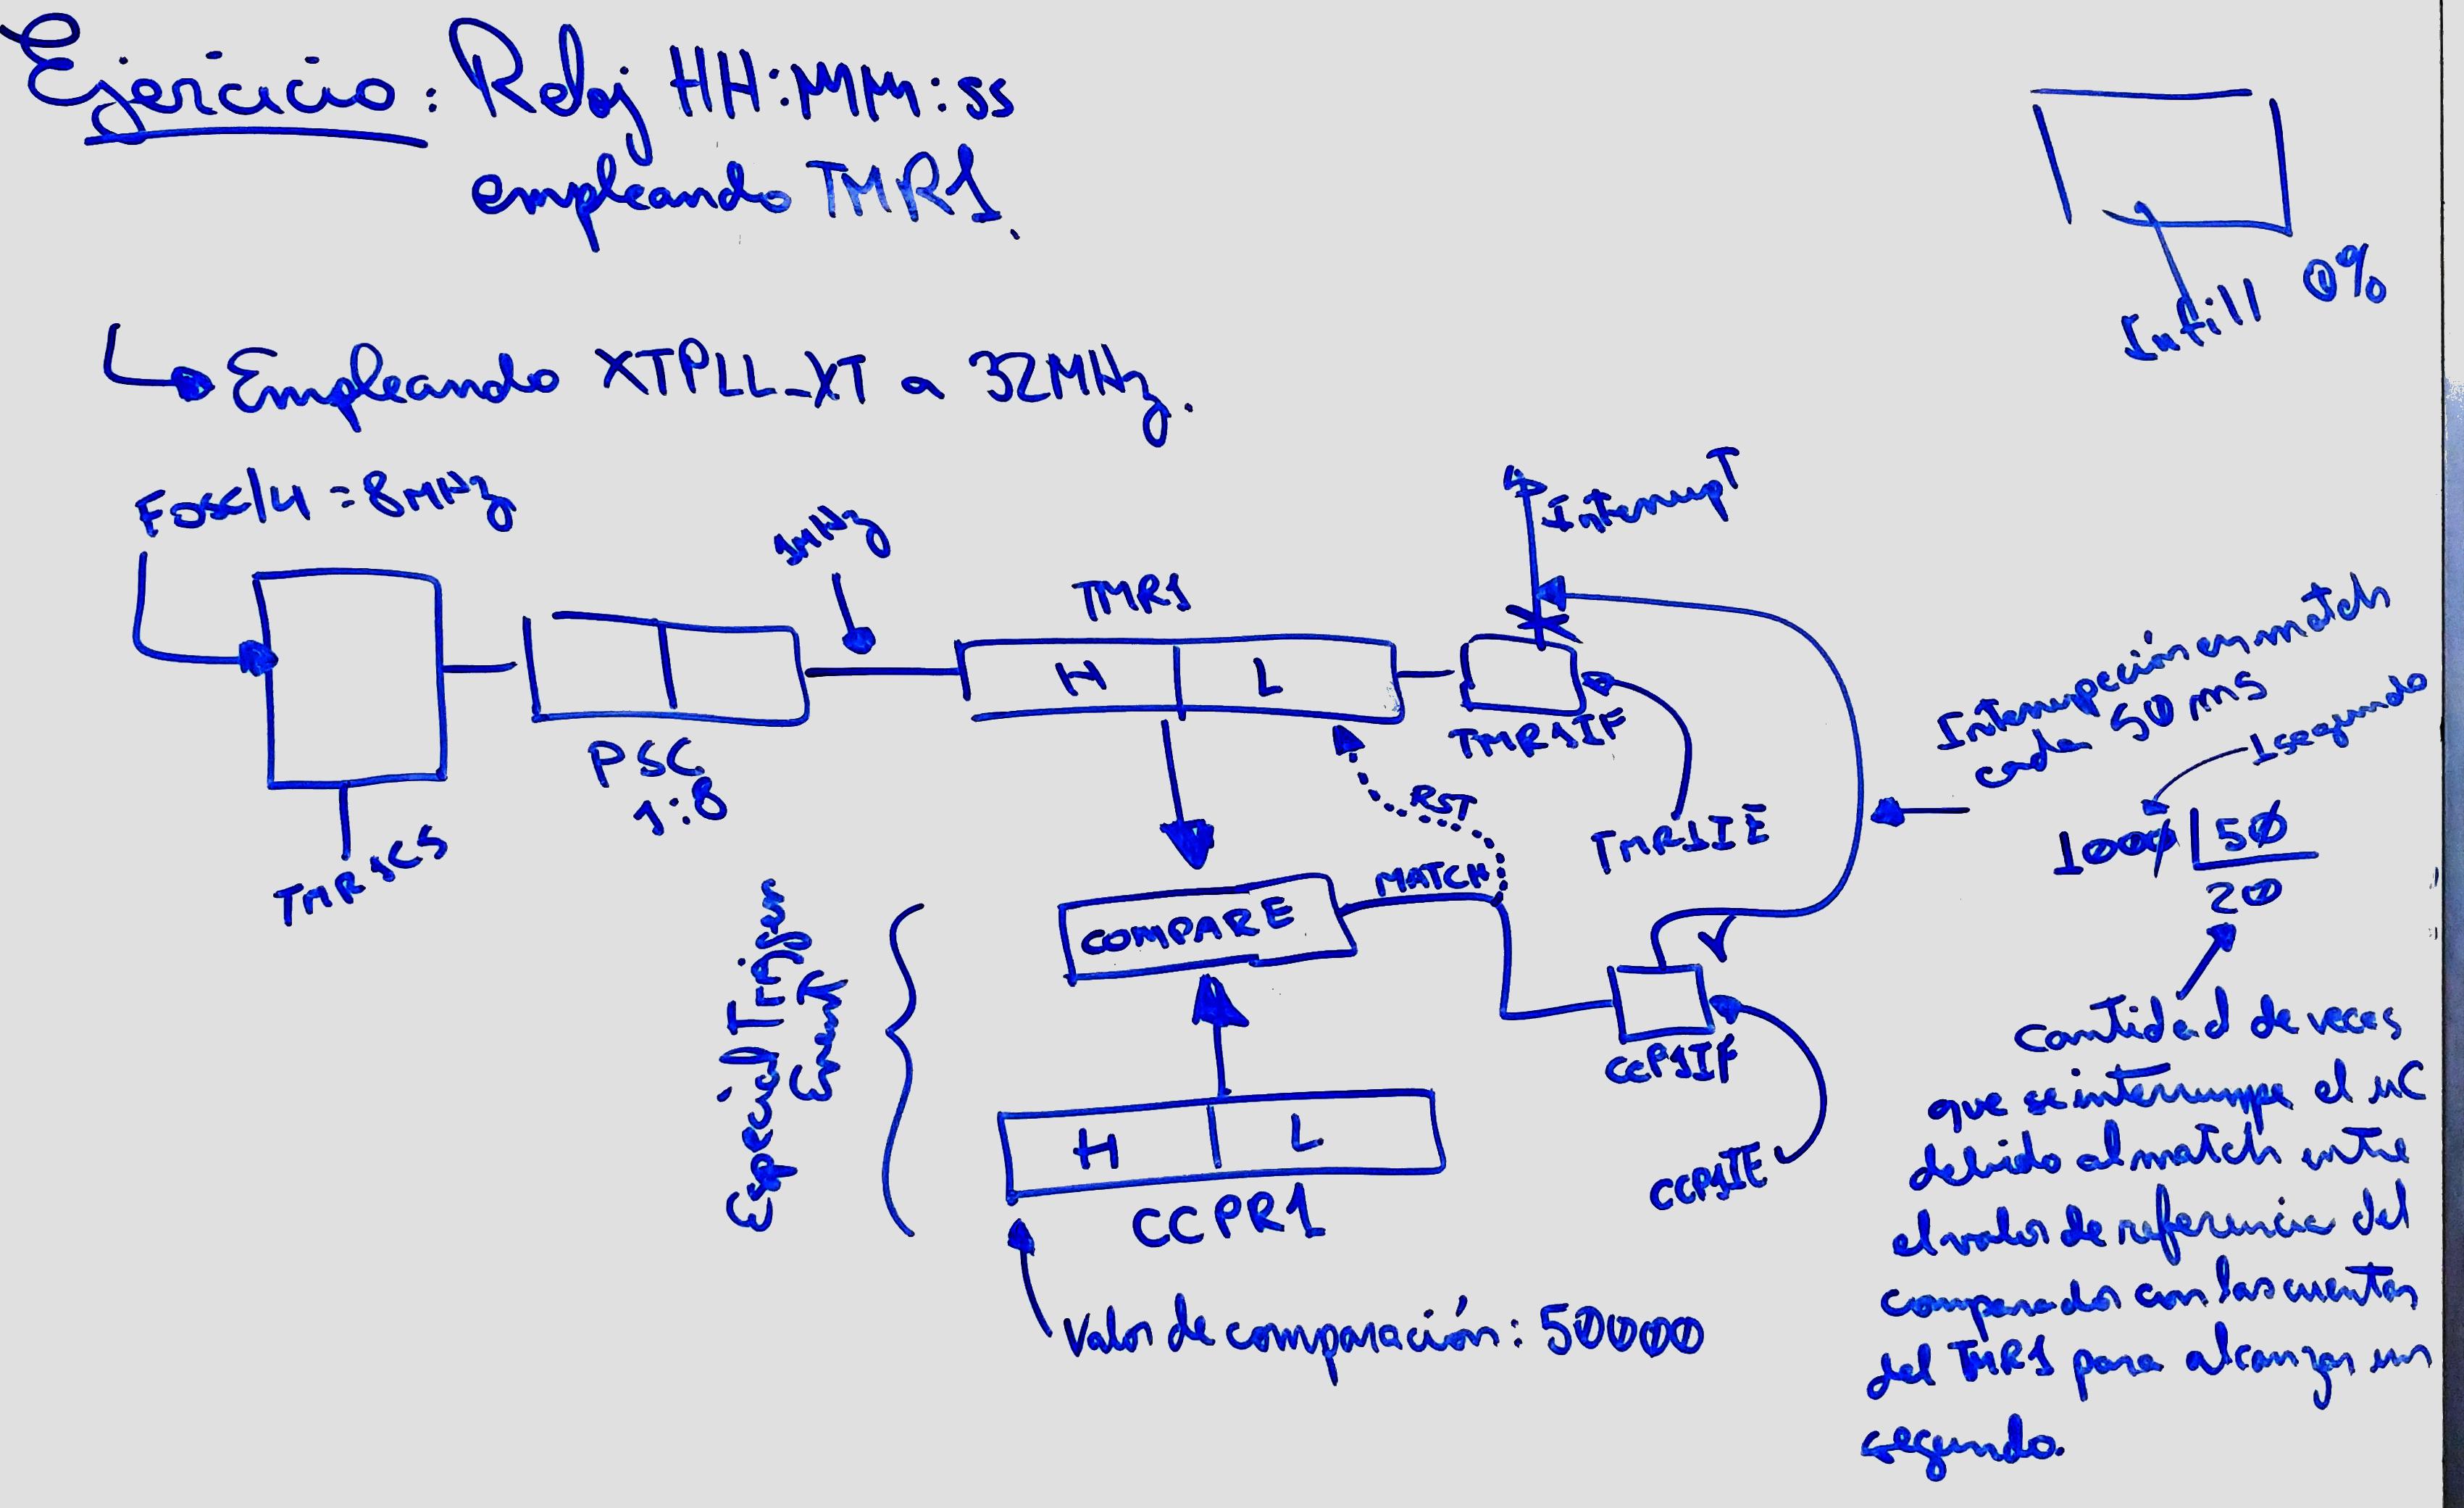 Ejercicio: Reloj HH:MM:ss
empleando TMR1.
Infill 0%
Empleando XTPLL_XT a 32MHz.
Fosc/4 = 8MHz
1MHz
Interrupt
TMR1
H L
PSC
1:8
TMR1CS
TMR1IF
TMR1IE
RST
MATCH
COMPARE
Especial Trigger
Event
CCP1IF
CCP1IE
H L
CCPR1
Valor de comparación: 50000
Interrupción en match
cada 50 ms
1 segundo
1000 50
20
Cantidad de veces
que se interrumpe el uC
debido al match entre
el valor de referencia del
comparador con las cuentas
del TMR1 para alcanzar un
segundo.